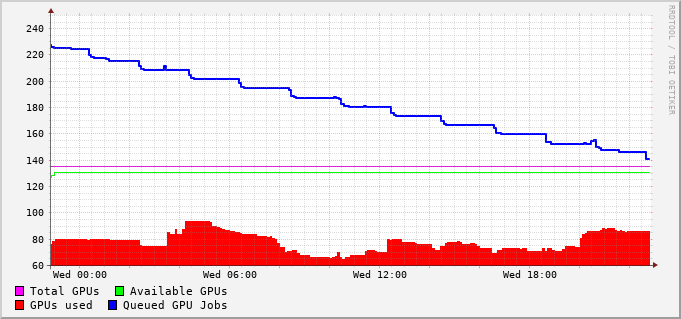 RRDTOOL / TOBI OETIKER
240
220
200
180
160
140
120
100
80
60
Wed 00:00 Wed 06:00 Wed 12:00 Wed 18:00
Total GPUs Available GPUs
GPUs used Queued GPU Jobs